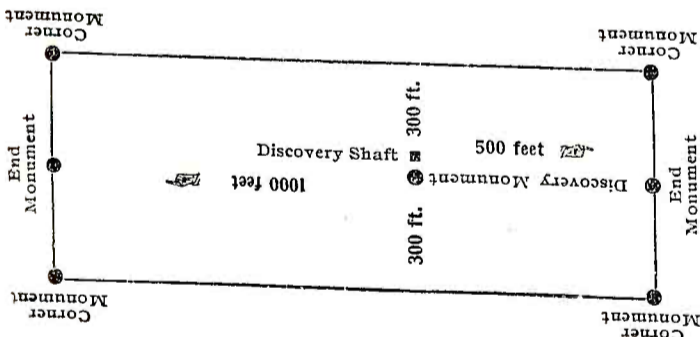 Corner
Monument
Corner
Monument
End
Monument
300 ft.
Discovery Shaft
500 feet
1000 feet
Discovery Monument
End
Monument
300 ft.
Corner
Monument
Corner
Monument